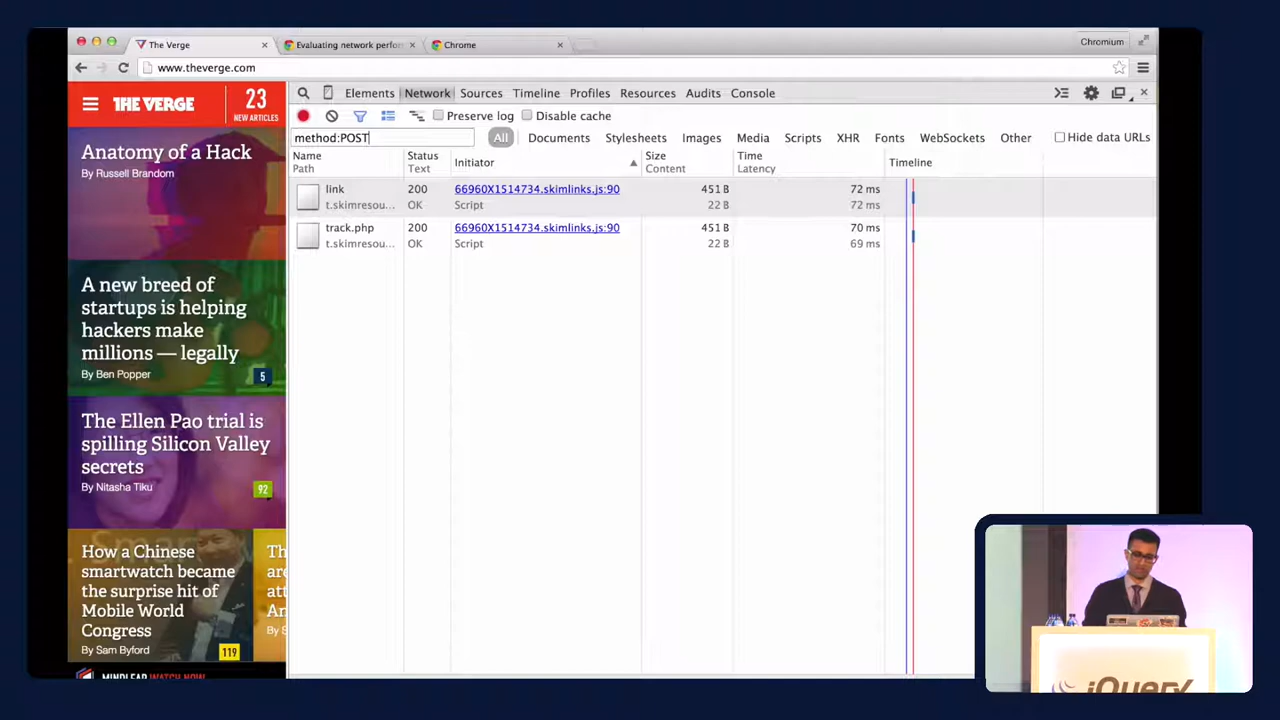 The Verge
Evaluating network perfor
Chrome
Chromium
www.theverge.com
THE VERGE
23
NEW ARTICLES
Anatomy of a Hack
By Russell Brandom
A new breed of
startups is helping
hackers make
millions — legally
By Ben Popper
5
The Ellen Pao trial is
spilling Silicon Valley
secrets
By Nitasha Tiku
92
How a Chinese
smartwatch became
the surprise hit of
Mobile World
Congress
By Sam Byford
119
MINDLEAP WATCH NOW
Elements Network Sources Timeline Profiles Resources Audits Console
Preserve log Disable cache
method:POST
All Documents Stylesheets Images Media Scripts XHR Fonts WebSockets Other Hide data URLs
Name Status Initiator Size Time Timeline
Path Text Content Latency
link 200 66960X1514734.skimlinks.js:90 451 B 72 ms
t.skimresou... OK Script 22 B 72 ms
track.php 200 66960X1514734.skimlinks.js:90 451 B 70 ms
t.skimresou... OK Script 22 B 69 ms
jQuery